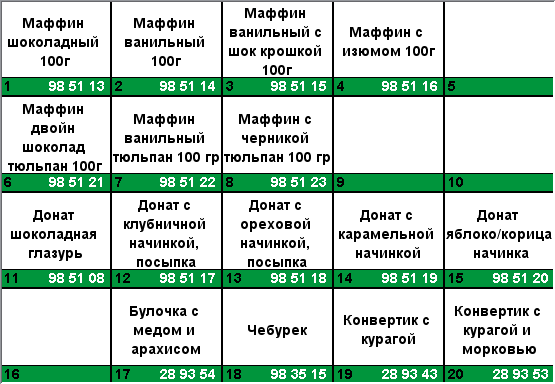 Маффин шоколадный 100г
1 98 51 13
Маффин ванильный 100г
2 98 51 14
Маффин ванильный с шок крошкой 100г
3 98 51 15
Маффин с изюмом 100г
4 98 51 16
5
Маффин двойн шоколад тюльпан 100г
6 98 51 21
Маффин ванильный тюльпан 100 гр
7 98 51 22
Маффин с черникой тюльпан 100 гр
8 98 51 23
9
10
Донат шоколадная глазурь
11 98 51 08
Донат с клубничной начинкой, посыпка
12 98 51 17
Донат с ореховой начинкой, посыпка
13 98 51 18
Донат с карамельной начинкой
14 98 51 19
Донат яблоко/корица начинка
15 98 51 20
16
Булочка с медом и арахисом
17 28 93 54
Чебурек
18 98 35 15
Конвертик с курагой
19 28 93 43
Конвертик с курагой и морковью
20 28 93 53